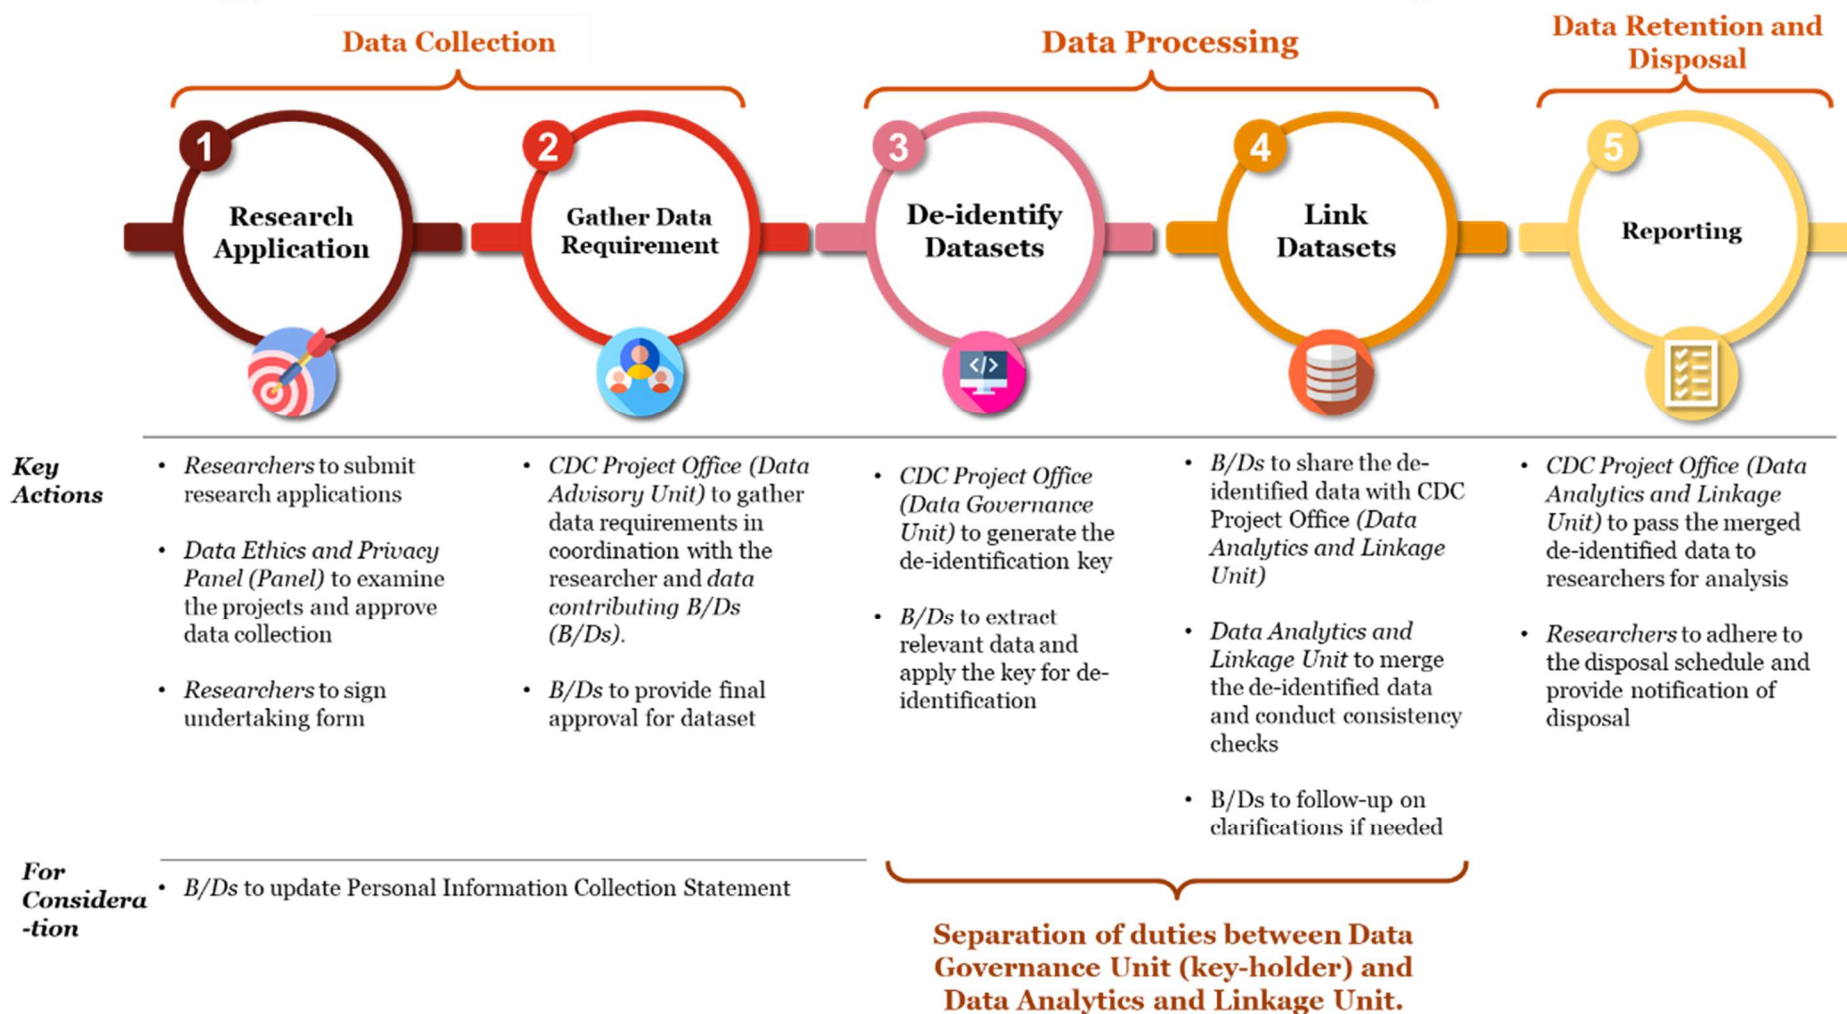 Data Collection
Data Processing
Data Retention and
Disposal
1
Research
Application
2
Gather Data
Requirement
3
De-identify
Datasets
</>
4
Link
Datasets
5
Reporting
Key
Actions
• Researchers to submit
research applications
• Data Ethics and Privacy
Panel (Panel) to examine
the projects and approve
data collection
• Researchers to sign
undertaking form
• CDC Project Office (Data
Advisory Unit) to gather
data requirements in
coordination with the
researcher and data
contributing B/Ds
(B/Ds).
• B/Ds to provide final
approval for dataset
• CDC Project Office
(Data Governance
Unit) to generate the
de-identification key
• B/Ds to extract
relevant data and
apply the key for de-
identification
• B/Ds to share the de-
identified data with CDC
Project Office (Data
Analytics and Linkage
Unit)
• Data Analytics and
Linkage Unit to merge
the de-identified data
and conduct consistency
checks
• B/Ds to follow-up on
clarifications if needed
• CDC Project Office (Data
Analytics and Linkage
Unit) to pass the merged
de-identified data to
researchers for analysis
• Researchers to adhere to
the disposal schedule and
provide notification of
disposal
For
Considera
-tion
• B/Ds to update Personal Information Collection Statement
Separation of duties between Data
Governance Unit (key-holder) and
Data Analytics and Linkage Unit.